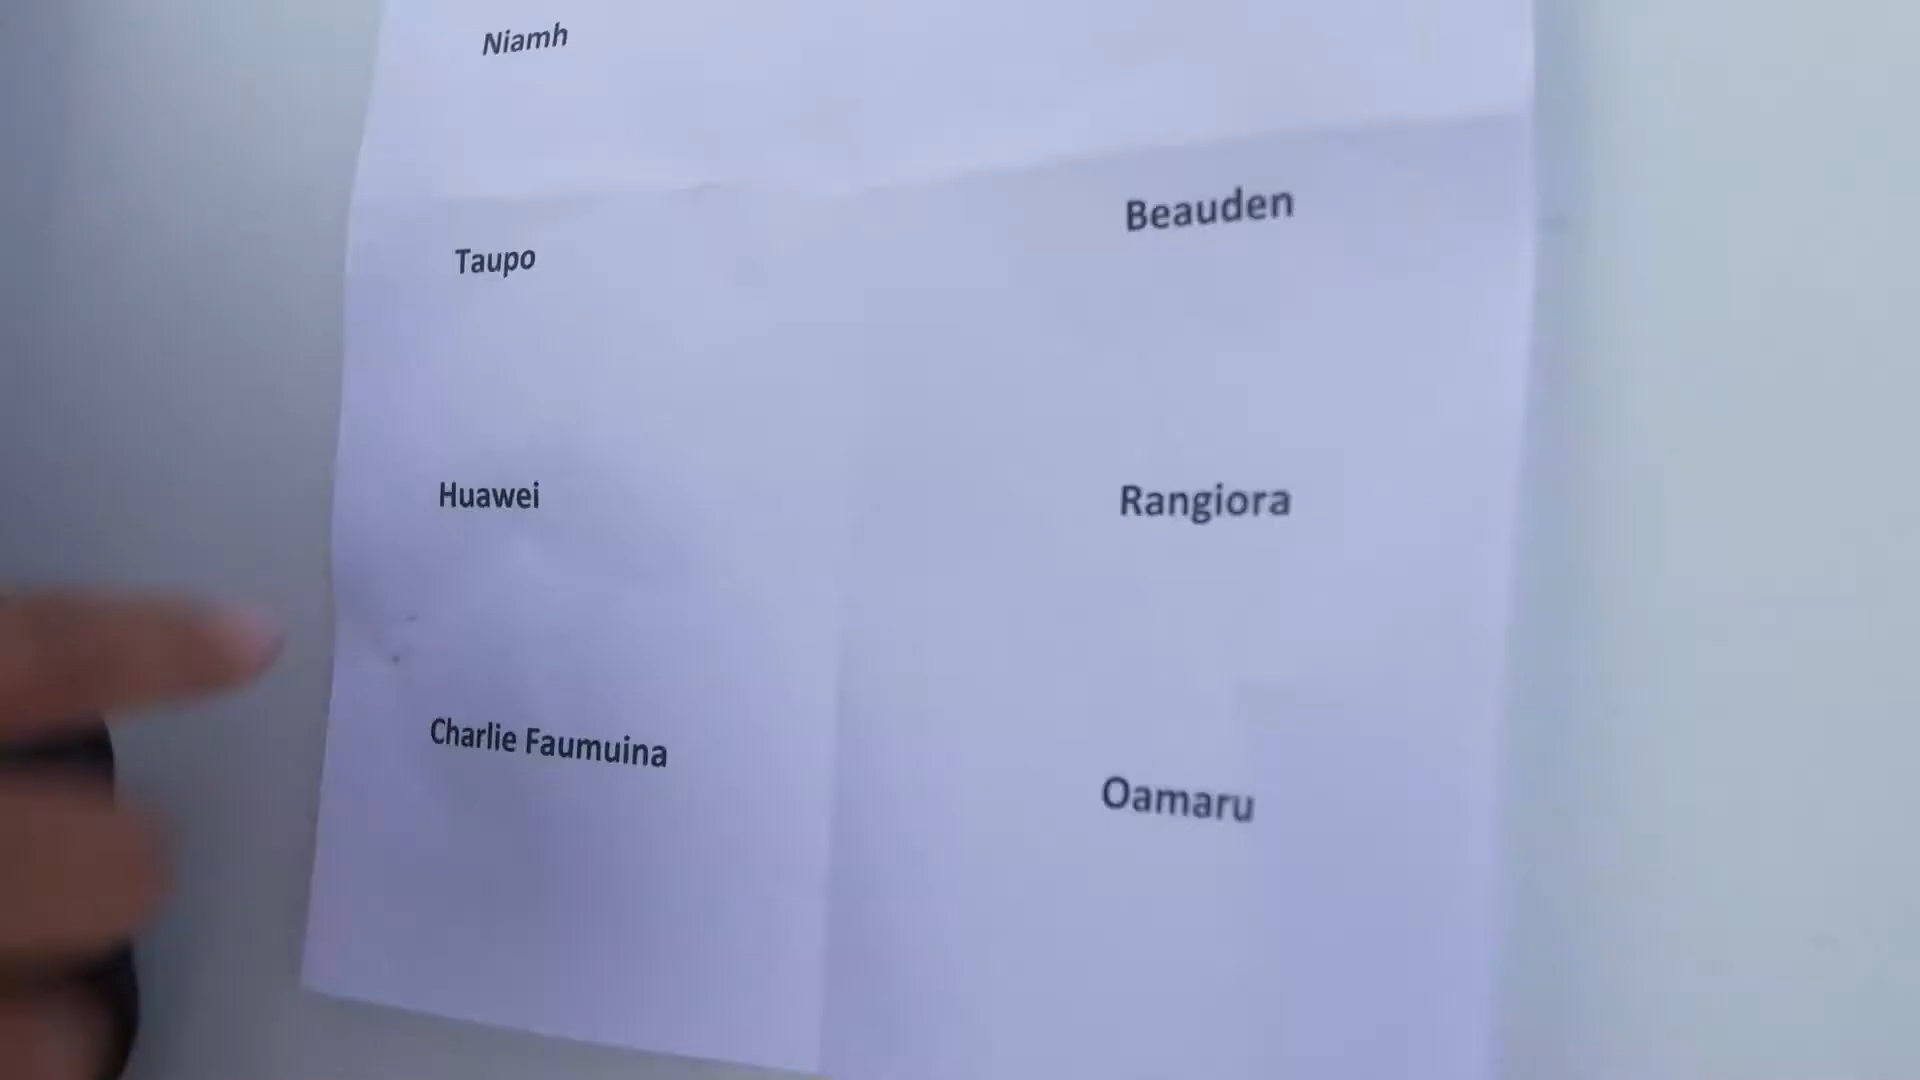 Niamh
Taupo
Huawei
Charlie Faumuina
Beauden
Rangiora
Oamaru